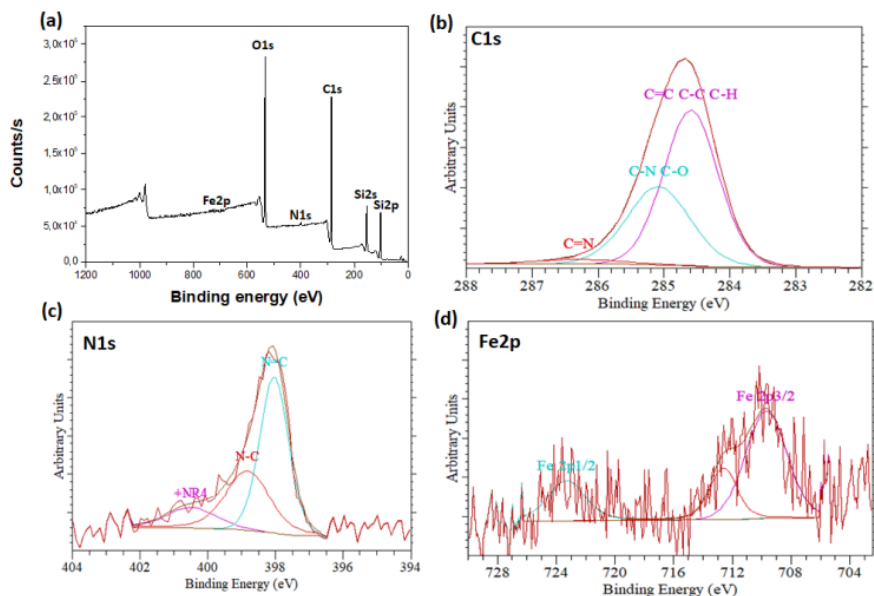 (a)
Counts/s
3,0x10⁵
2,5x10⁵
2,0x10⁵
1,5x10⁵
1,0x10⁵
5,0x10⁴
0,0
O1s
C1s
Fe2p
N1s
Si2s
Si2p
1200 1000 800 600 400 200 0
Binding energy (eV)
(b)
C1s
Arbitrary Units
C=C C-C C-H
C-N C-O
C=N
288 287 286 285 284 283 282
Binding Energy (eV)
(c)
N1s
Arbitrary Units
N=C
N-C
+NR4
404 402 400 398 396 394
Binding Energy (eV)
(d)
Fe2p
Arbitrary Units
Fe 2p3/2
Fe 2p1/2
728 724 720 716 712 708 704
Binding Energy (eV)